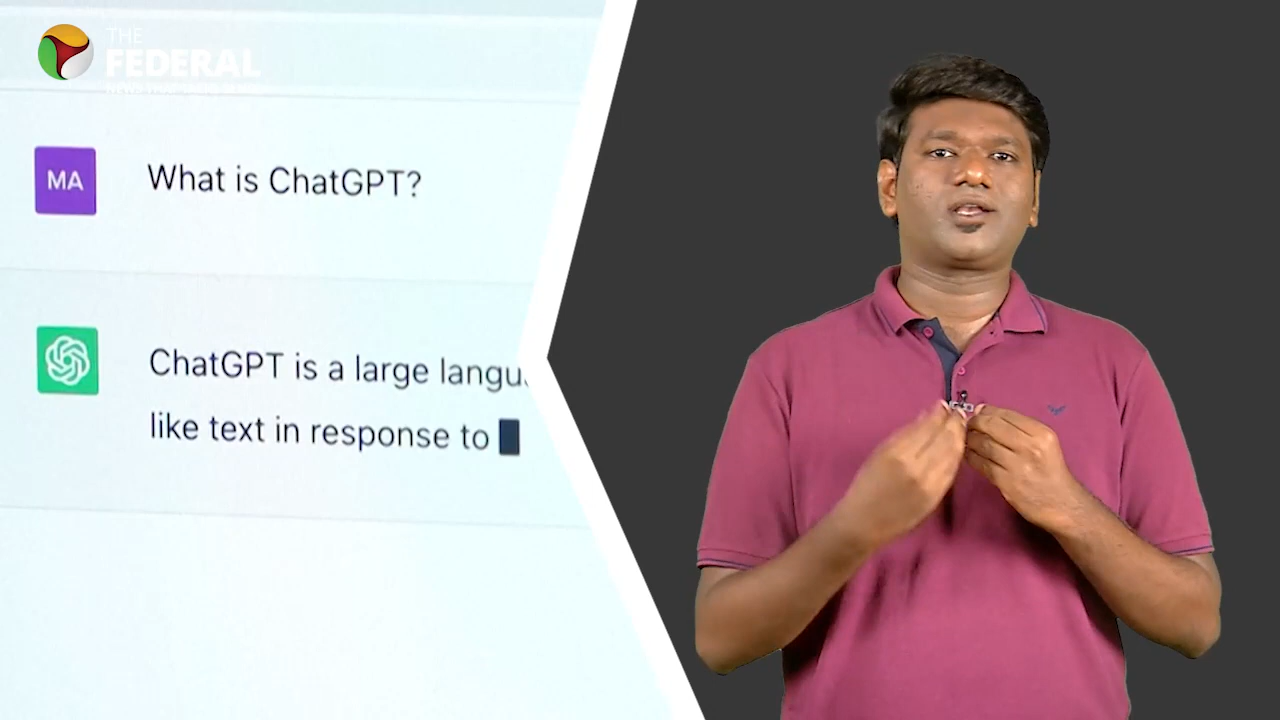 THE
FEDERAL
MA
What is ChatGPT?
ChatGPT is a large langu
like text in response to